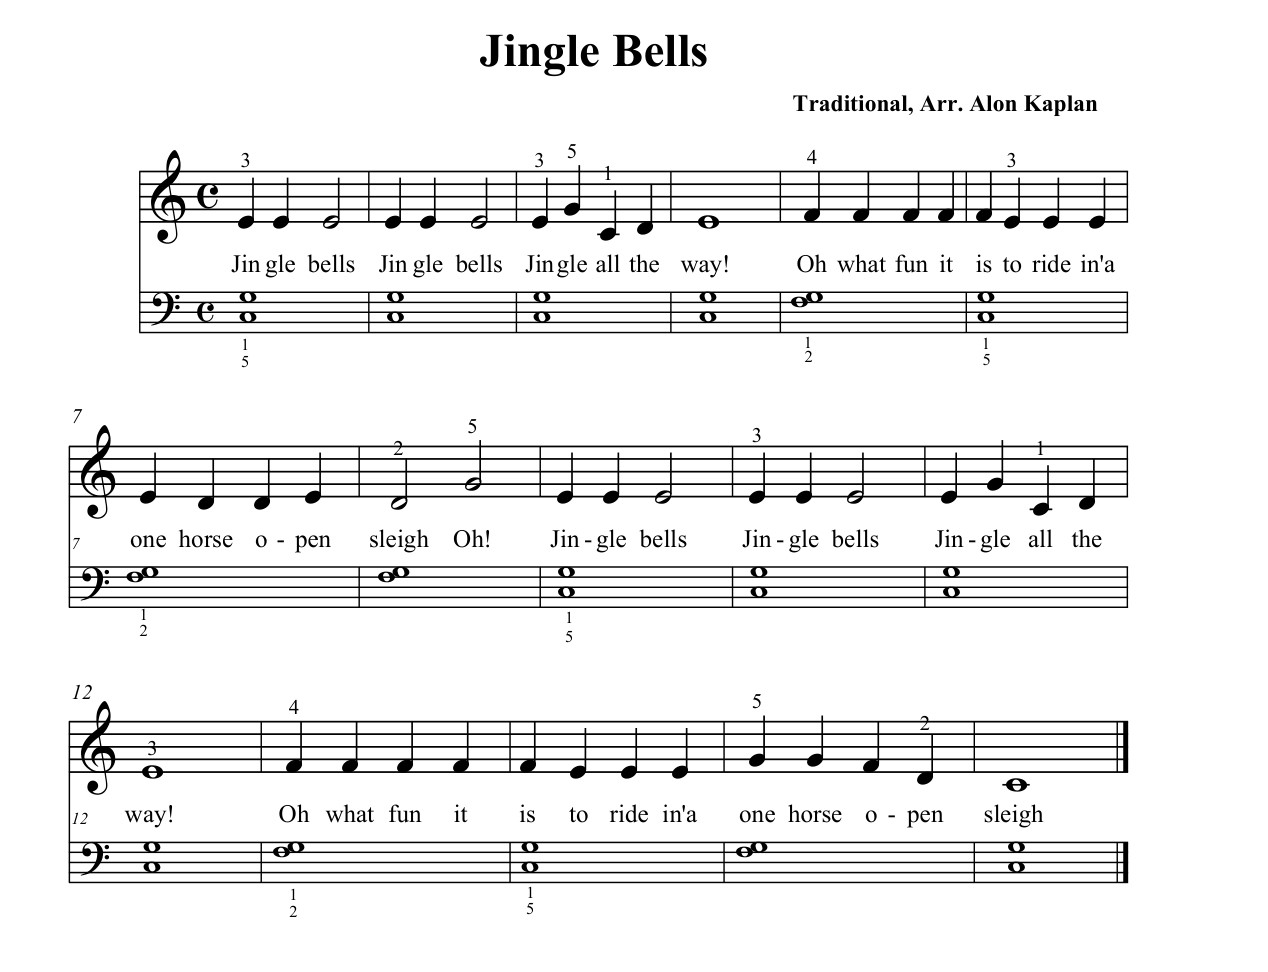 Jingle Bells
Traditional, Arr. Alon Kaplan
3 3 5 1 4 3
Jin gle bells Jin gle bells Jin gle all the way! Oh what fun it is to ride in'a
1 1 1
5 2 5
7
2 5 3 1
one horse o - pen sleigh Oh! Jin - gle bells Jin - gle bells Jin - gle all the
7
1 1
2 5
12
3 4 5 2
way! Oh what fun it is to ride in'a one horse o - pen sleigh
12
1 1
2 5